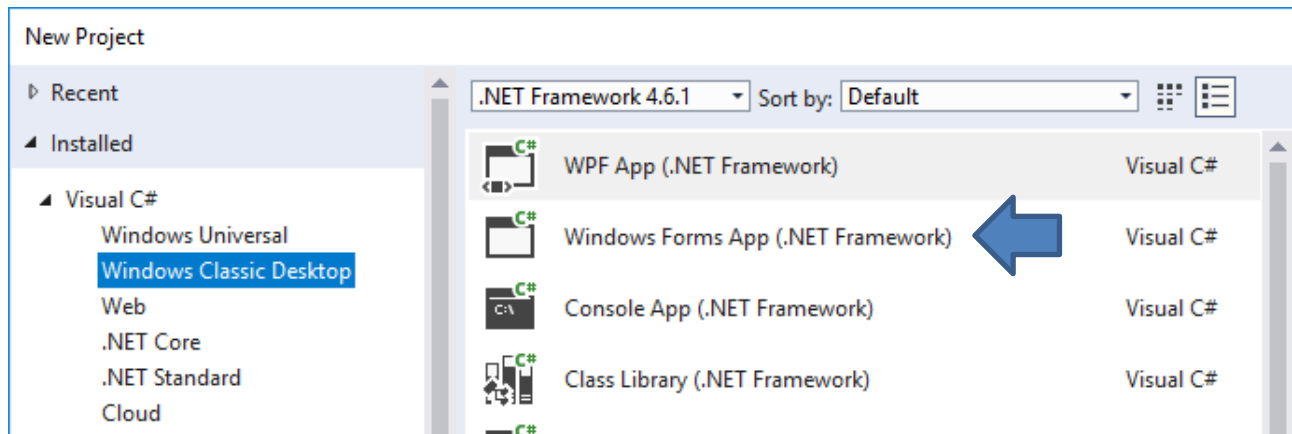 New Project
Recent
Installed
Visual C#
Windows Universal
Windows Classic Desktop
Web
.NET Core
.NET Standard
Cloud
.NET Framework 4.6.1 Sort by: Default
C# WPF App (.NET Framework) Visual C#
C# Windows Forms App (.NET Framework) Visual C#
C# C:\ Console App (.NET Framework) Visual C#
C# Class Library (.NET Framework) Visual C#
C#